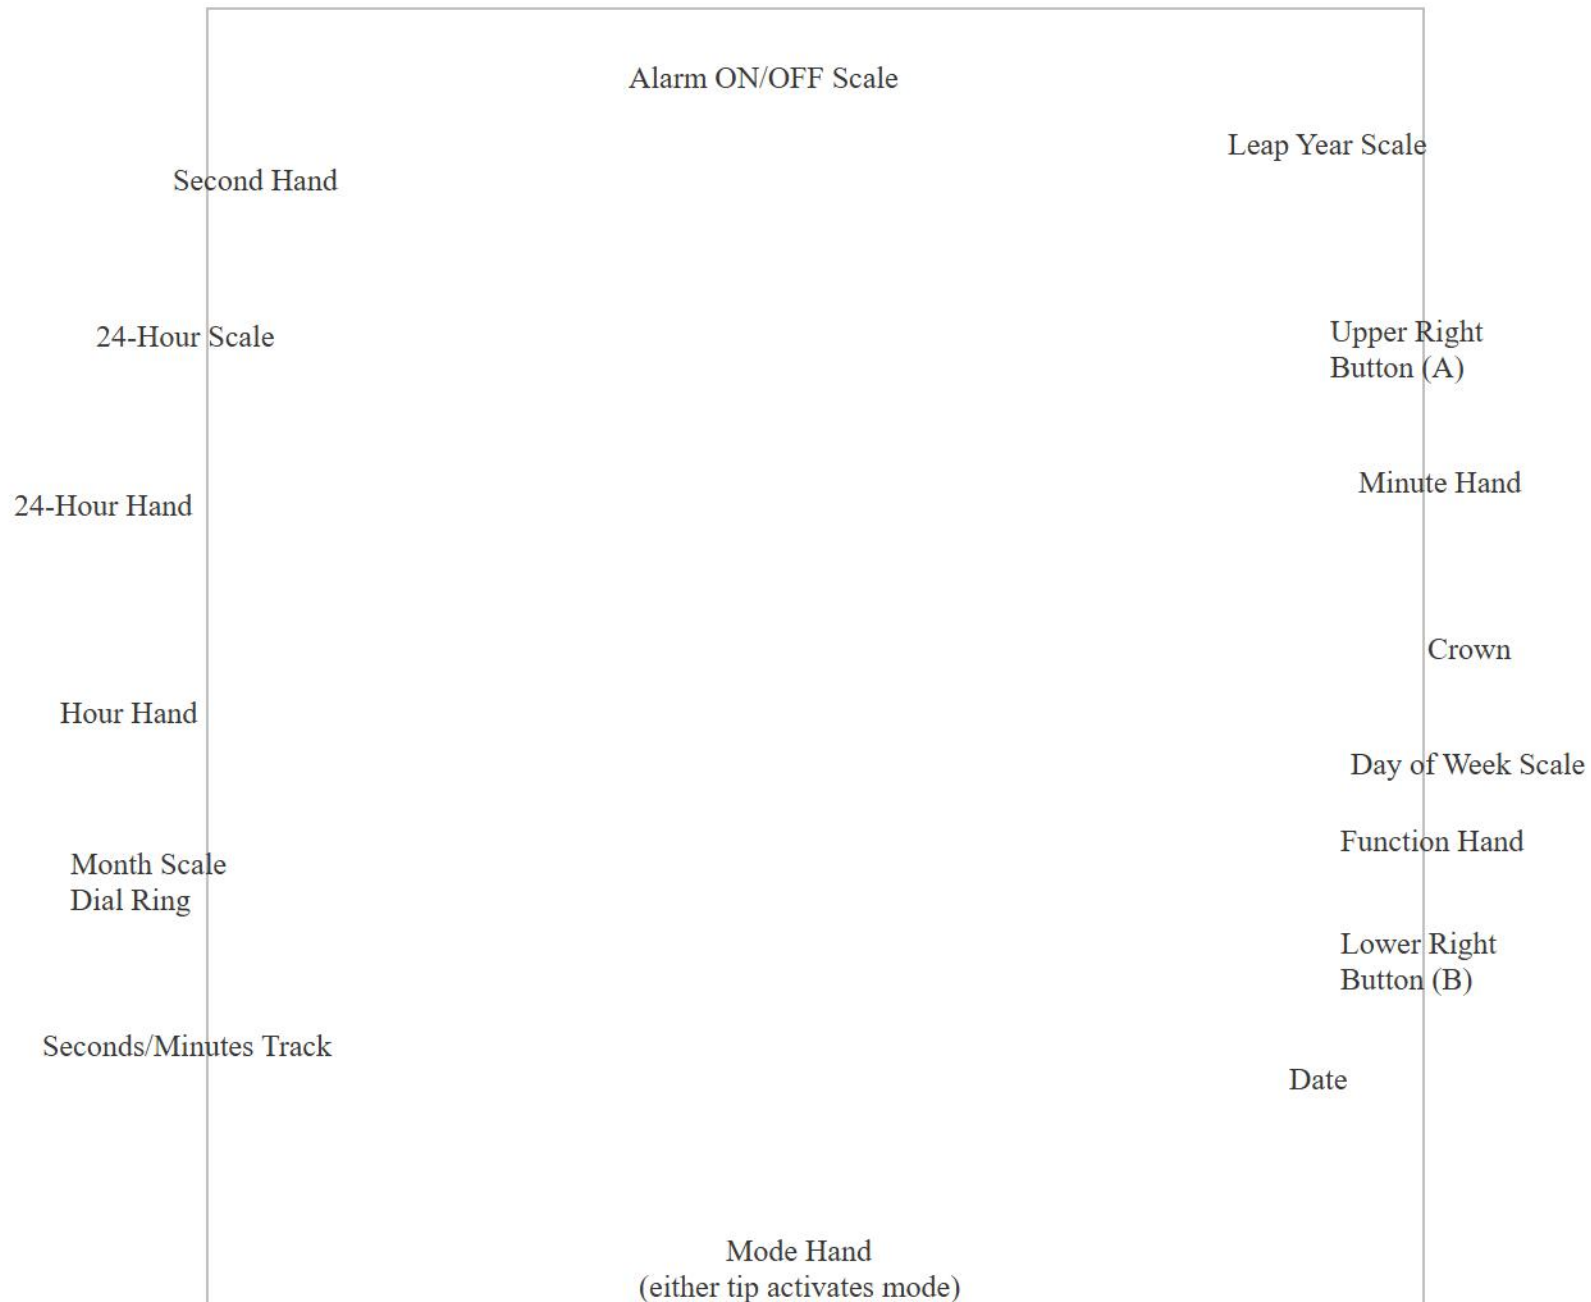 Alarm ON/OFF Scale
Leap Year Scale
Second Hand
24-Hour Scale
Upper Right
Button (A)
Minute Hand
24-Hour Hand
Crown
Hour Hand
Day of Week Scale
Function Hand
Month Scale
Dial Ring
Lower Right
Button (B)
Seconds/Minutes Track
Date
Mode Hand
(either tip activates mode)